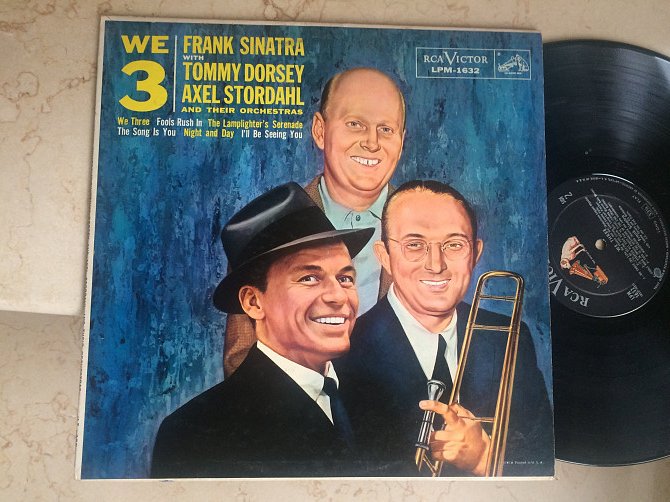 WE
3
FRANK SINATRA
WITH
TOMMY DORSEY
AXEL STORDAHL
AND THEIR ORCHESTRAS
We Three Fools Rush In The Lamplighter's Serenade
The Song Is You Night and Day I'll Be Seeing You
RCA VICTOR
LPM-1632
RCA VICTOR